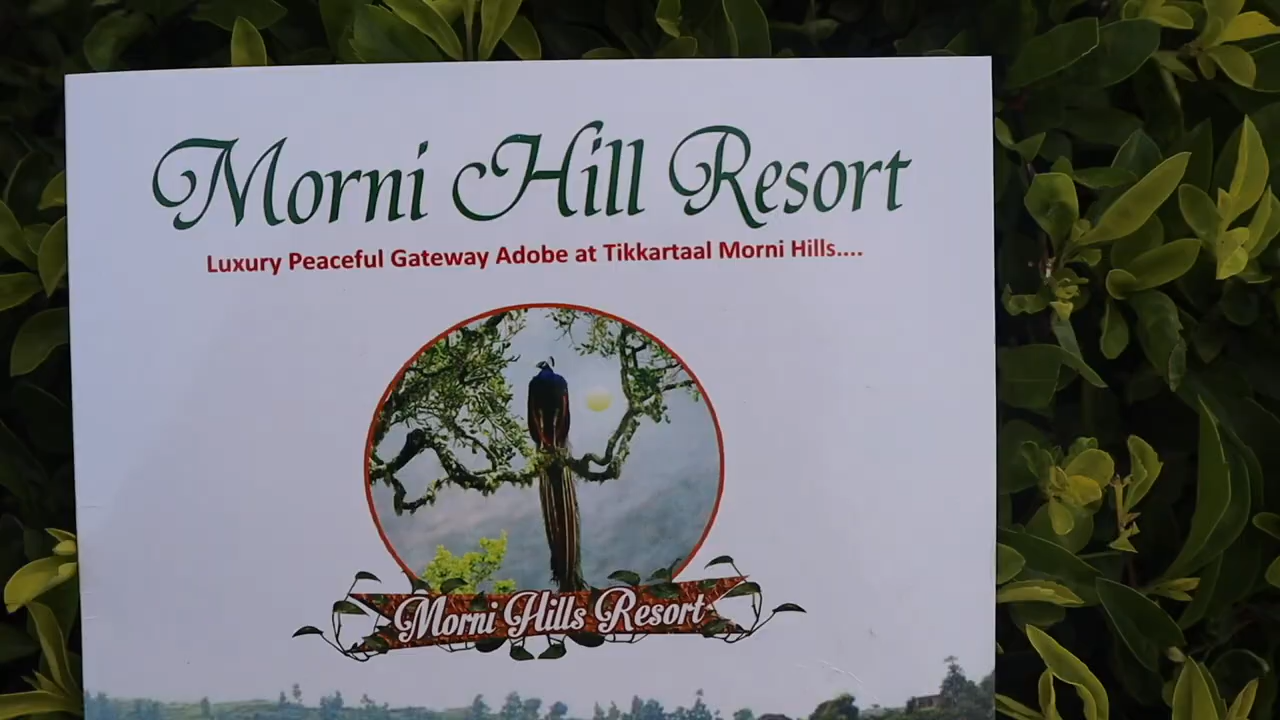 Morni Hill Resort
Luxury Peaceful Gateway Adobe at Tikkartaal Morni Hills....
Morni Hills Resort